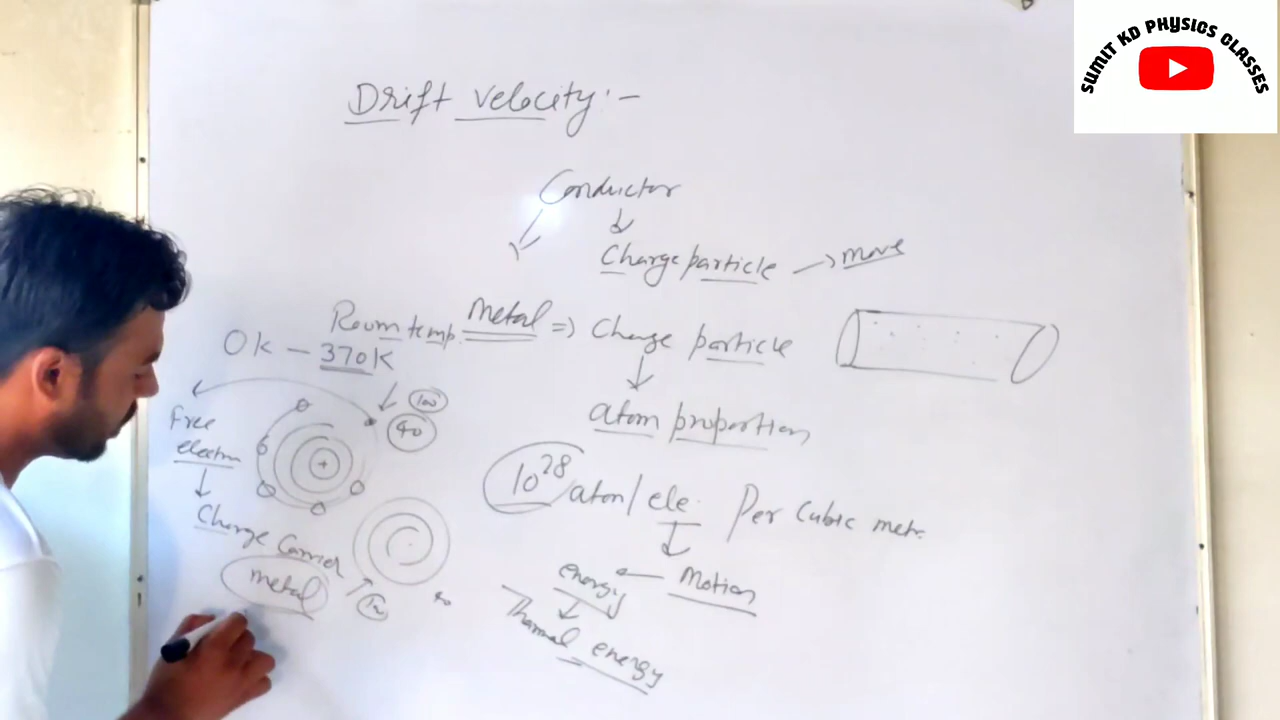 SUMIT KD PHYSICS CLASSES
Drift velocity :-
Conductor
Charge particle → move
Room temp. Metal => Charge particle
0K - 370K
atom proportion
100
40
Free
electron
+
Charge Carrier
metal
10^28 atom/ele. Per Cubic metr.
energy ← Motion
Thermal energy